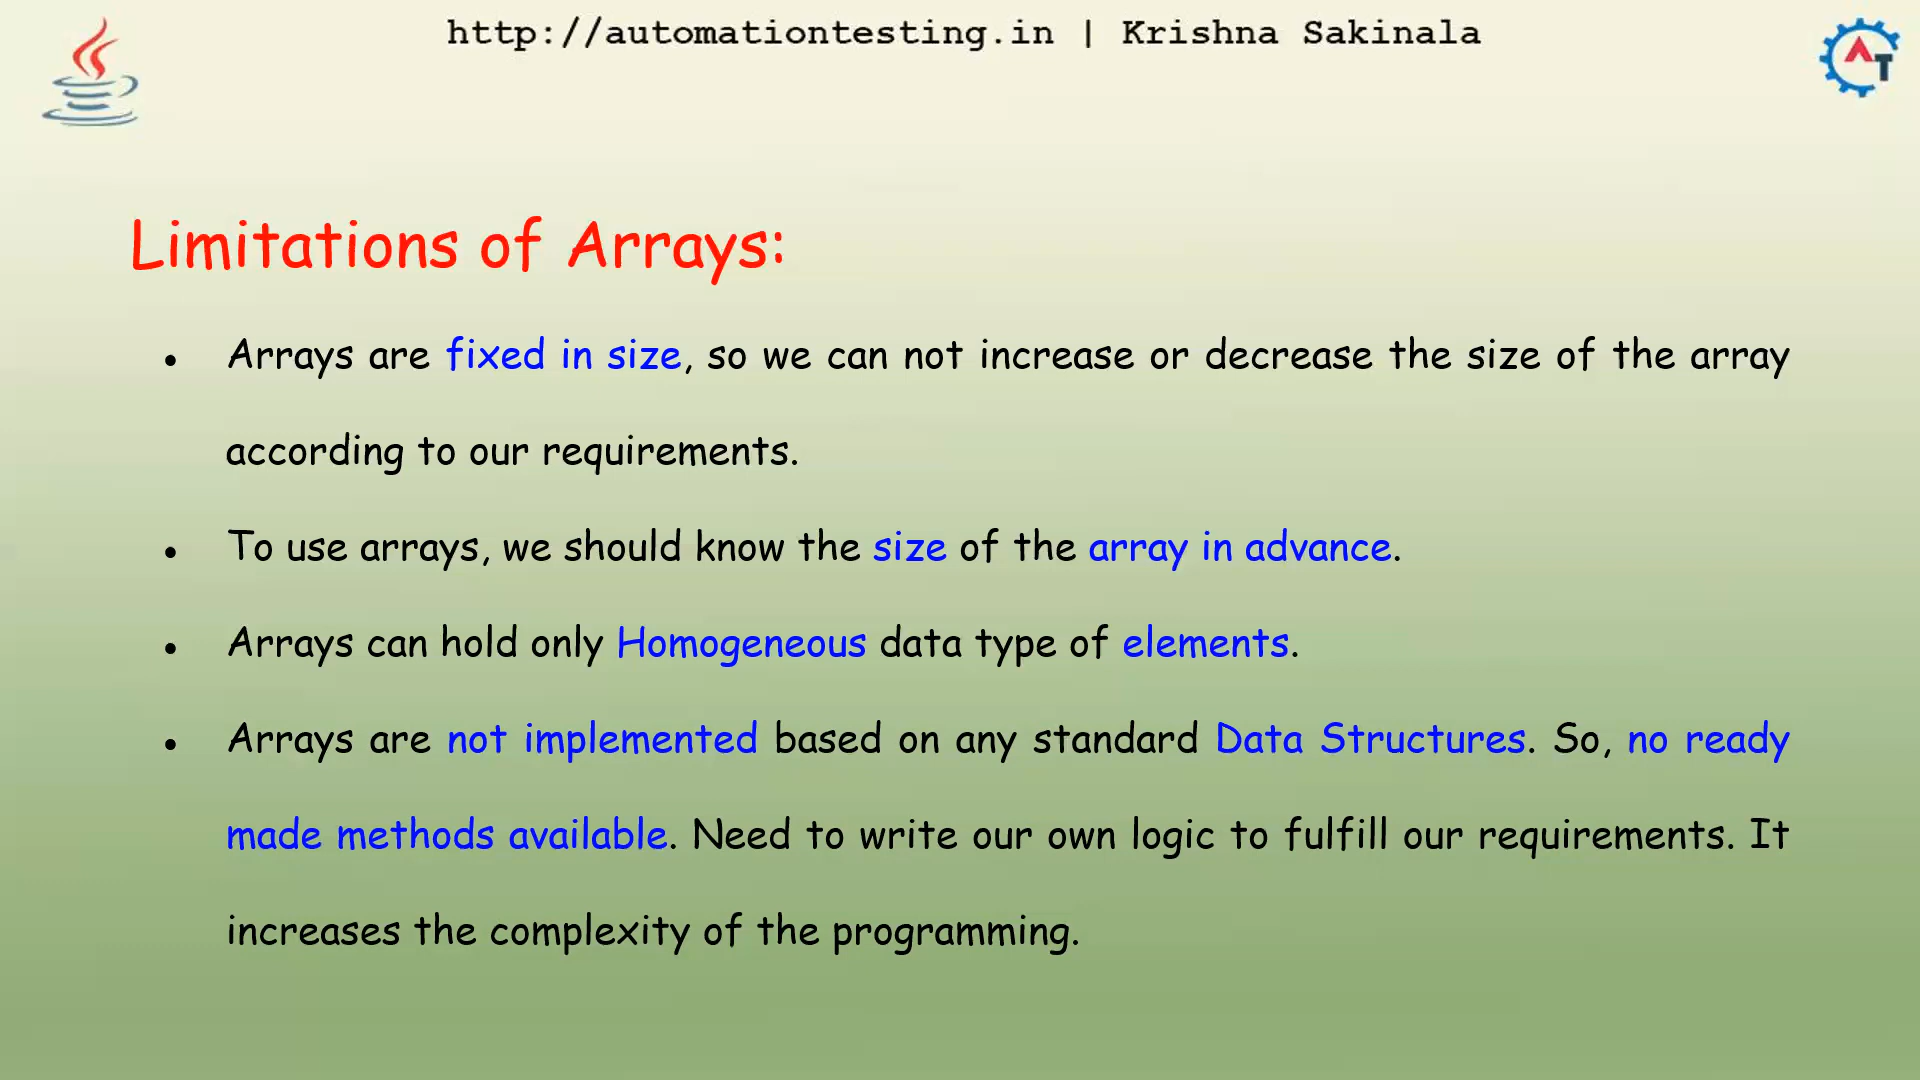 http://automationtesting.in | Krishna Sakinala
AT
Limitations of Arrays:
● Arrays are fixed in size, so we can not increase or decrease the size of the array
according to our requirements.
● To use arrays, we should know the size of the array in advance.
● Arrays can hold only Homogeneous data type of elements.
● Arrays are not implemented based on any standard Data Structures. So, no ready
made methods available. Need to write our own logic to fulfill our requirements. It
increases the complexity of the programming.